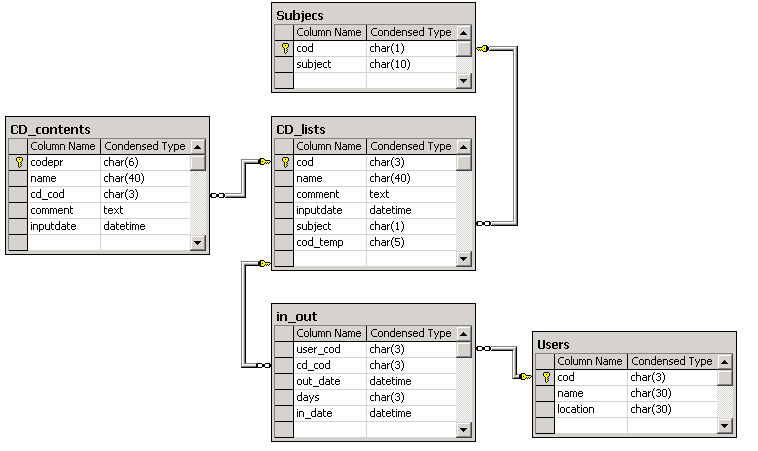 Subjecs
Column Name Condensed Type
cod char(1)
subject char(10)
CD_contents
Column Name Condensed Type
codepr char(6)
name char(40)
cd_cod char(3)
comment text
inputdate datetime
CD_lists
Column Name Condensed Type
cod char(3)
name char(40)
comment text
inputdate datetime
subject char(1)
cod_temp char(5)
in_out
Column Name Condensed Type
user_cod char(3)
cd_cod char(3)
out_date datetime
days char(3)
in_date datetime
Users
Column Name Condensed Type
cod char(3)
name char(30)
location char(30)